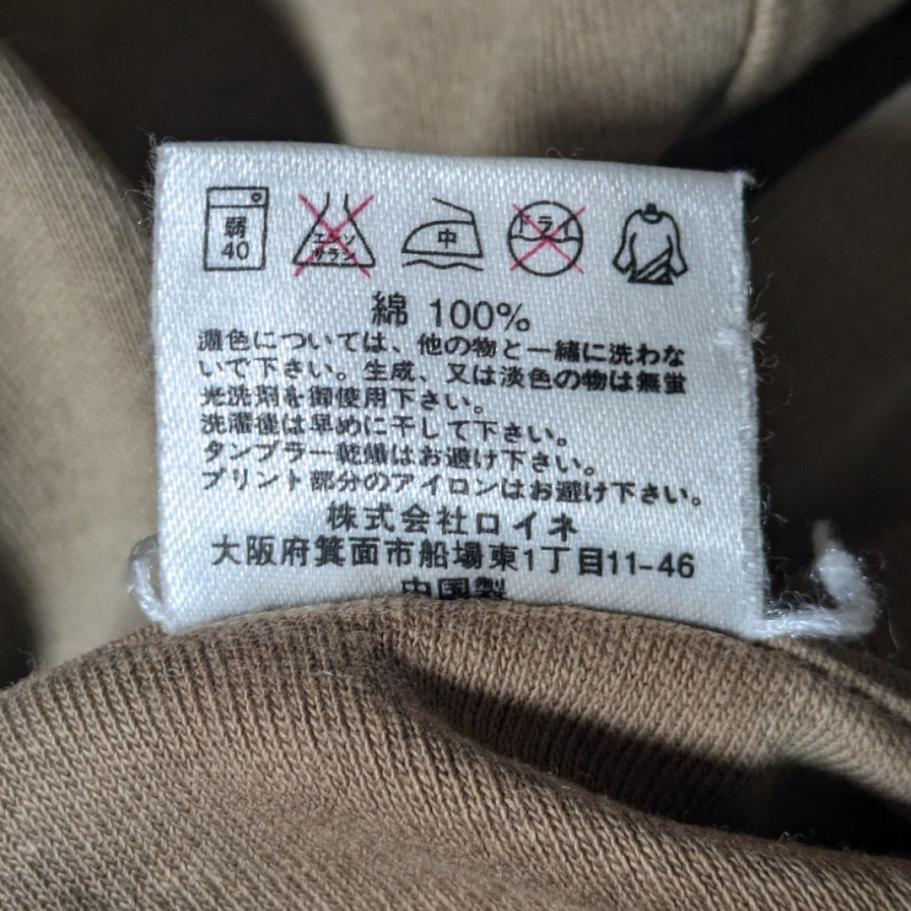 弱
40
エンソ
サラシ
中
ドライ
綿 100%
濃色については、他の物と一緒に洗わな
いで下さい。生成、又は淡色の物は無蛍
光洗剤を御使用下さい。
洗濯後は早めに干して下さい。
タンブラー乾燥はお避け下さい。
プリント部分のアイロンはお避け下さい。
株式会社ロイネ
大阪府箕面市船場東1丁目11-46
中国製